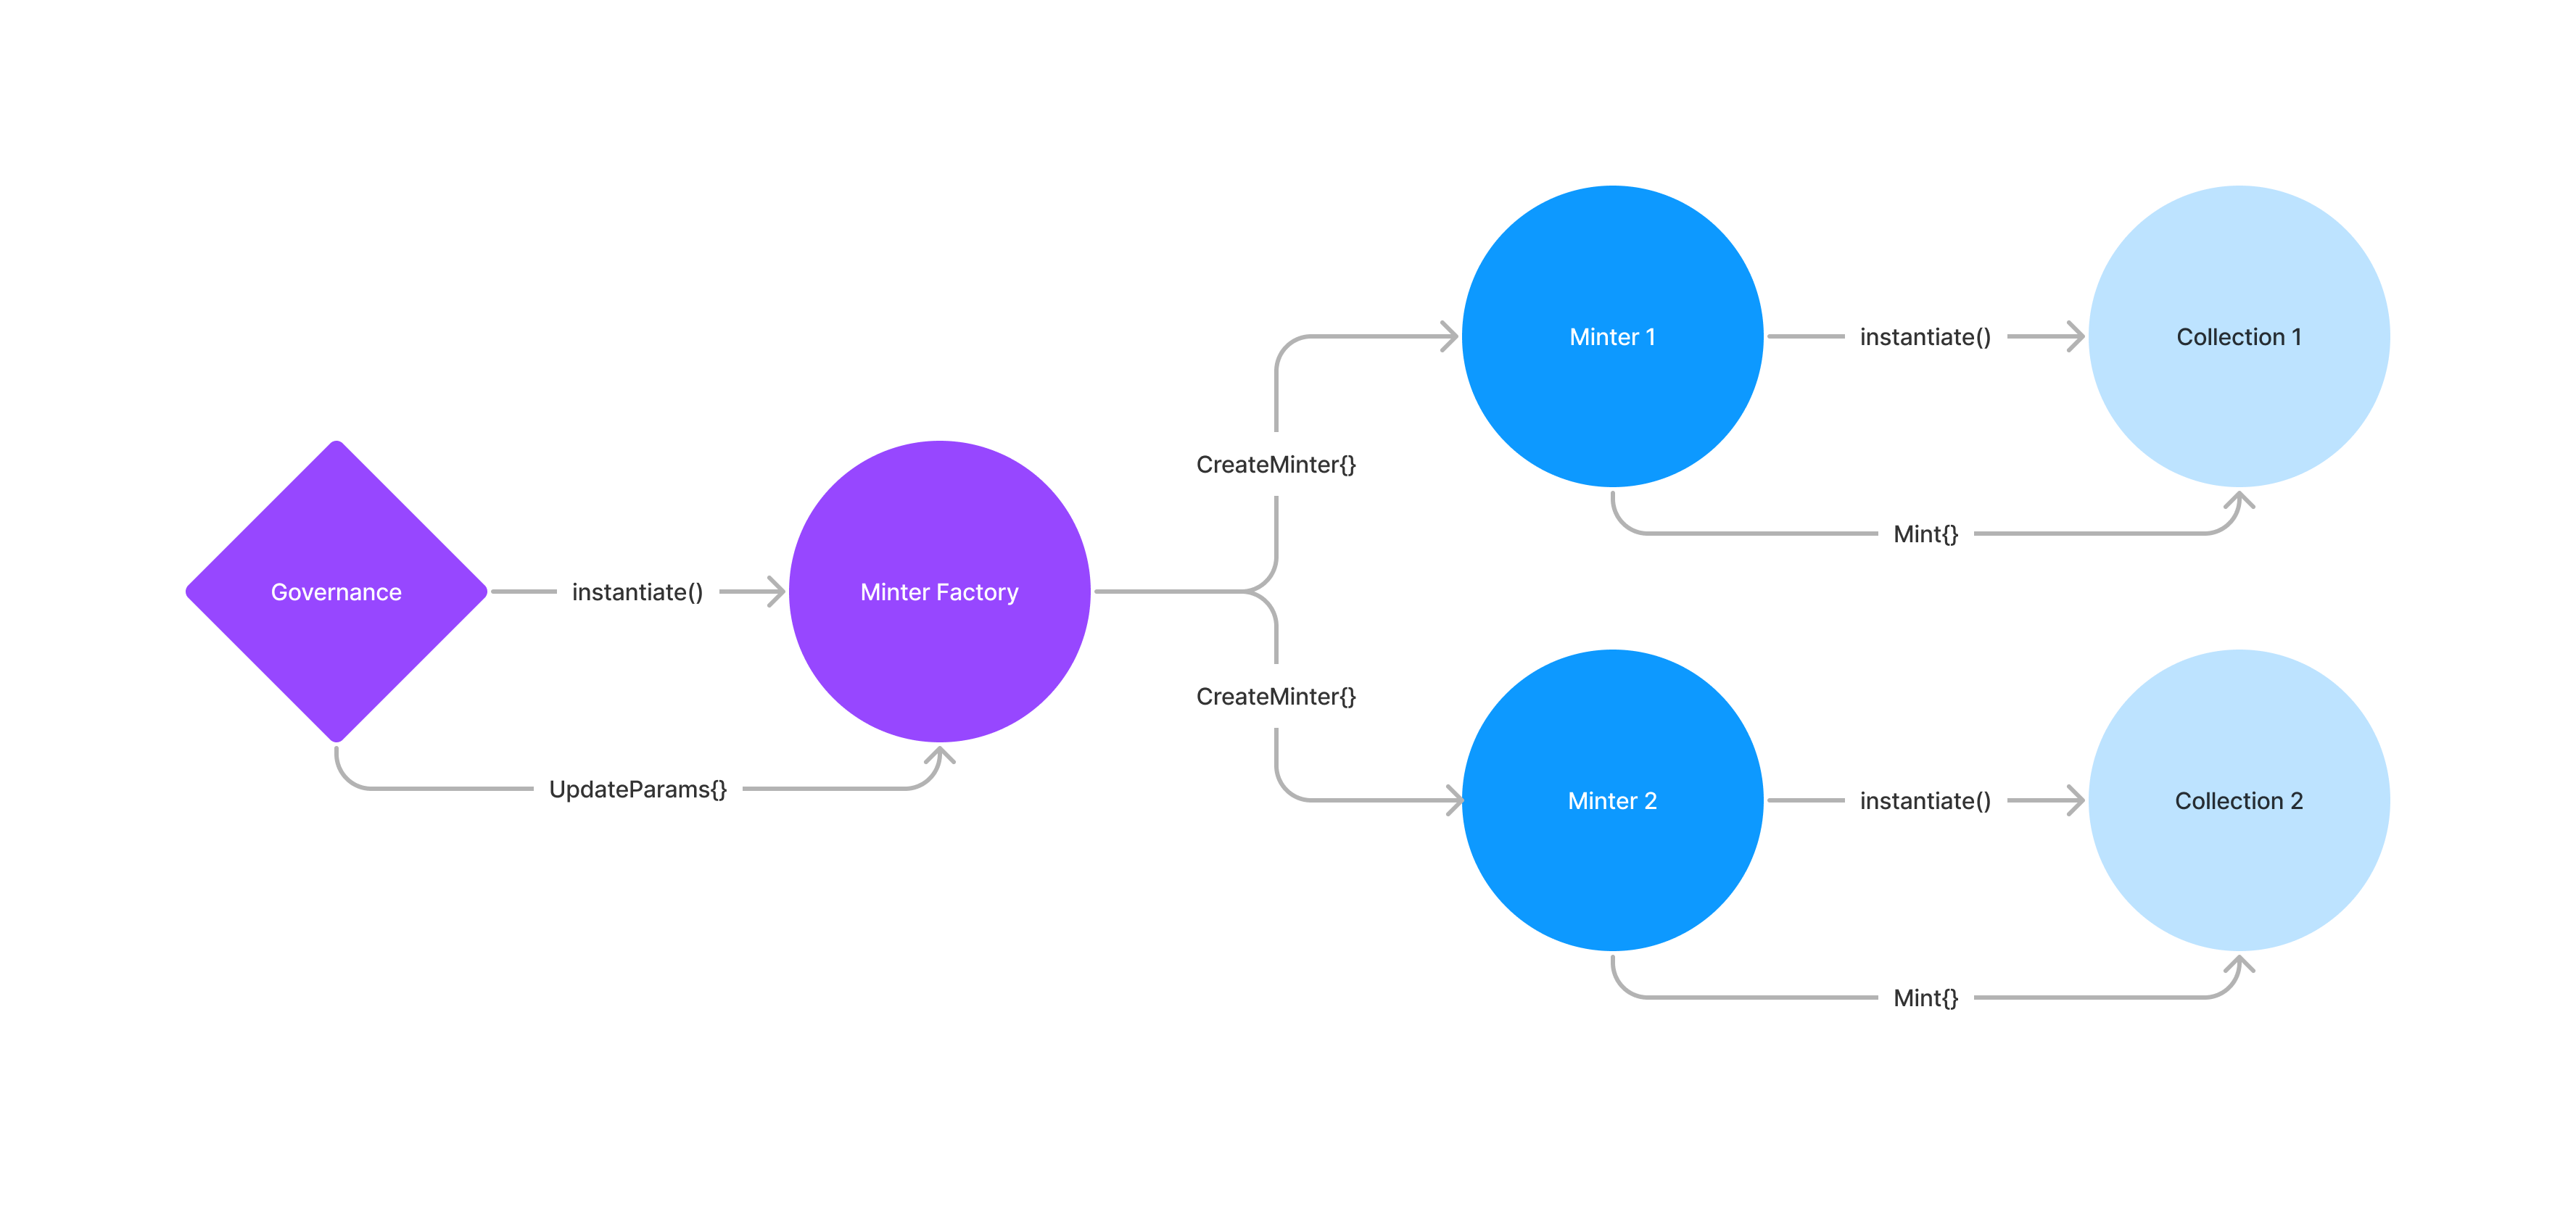 Governance
instantiate()
UpdateParams{}
Minter Factory
CreateMinter{}
CreateMinter{}
Minter 1
instantiate()
Collection 1
Mint{}
Minter 2
instantiate()
Collection 2
Mint{}